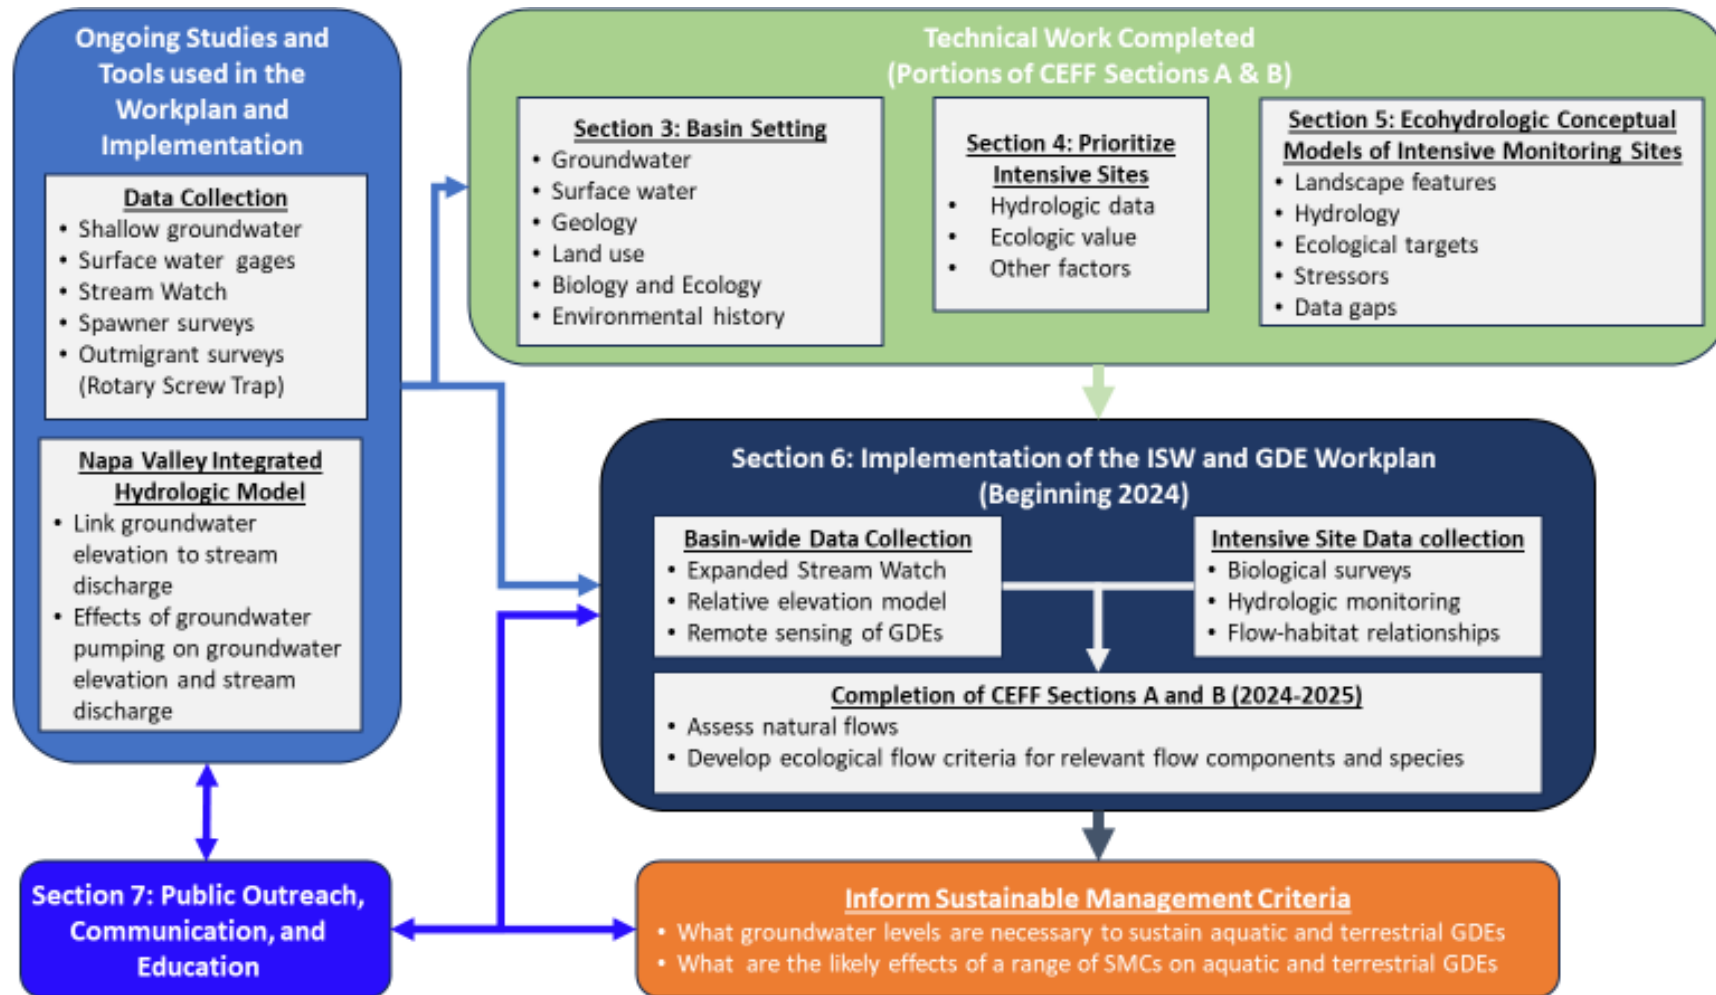 Ongoing Studies and
Tools used in the
Workplan and
Implementation
Data Collection
• Shallow groundwater
• Surface water gages
• Stream Watch
• Spawner surveys
• Outmigrant surveys
(Rotary Screw Trap)
Napa Valley Integrated
Hydrologic Model
• Link groundwater
elevation to stream
discharge
• Effects of groundwater
pumping on groundwater
elevation and stream
discharge
Technical Work Completed
(Portions of CEFF Sections A & B)
Section 3: Basin Setting
• Groundwater
• Surface water
• Geology
• Land use
• Biology and Ecology
• Environmental history
Section 4: Prioritize
Intensive Sites
• Hydrologic data
• Ecologic value
• Other factors
Section 5: Ecohydrologic Conceptual
Models of Intensive Monitoring Sites
• Landscape features
• Hydrology
• Ecological targets
• Stressors
• Data gaps
Section 6: Implementation of the ISW and GDE Workplan
(Beginning 2024)
Basin-wide Data Collection
• Expanded Stream Watch
• Relative elevation model
• Remote sensing of GDEs
Intensive Site Data collection
• Biological surveys
• Hydrologic monitoring
• Flow-habitat relationships
Completion of CEFF Sections A and B (2024-2025)
• Assess natural flows
• Develop ecological flow criteria for relevant flow components and species
Section 7: Public Outreach,
Communication, and
Education
Inform Sustainable Management Criteria
• What groundwater levels are necessary to sustain aquatic and terrestrial GDEs
• What are the likely effects of a range of SMCs on aquatic and terrestrial GDEs